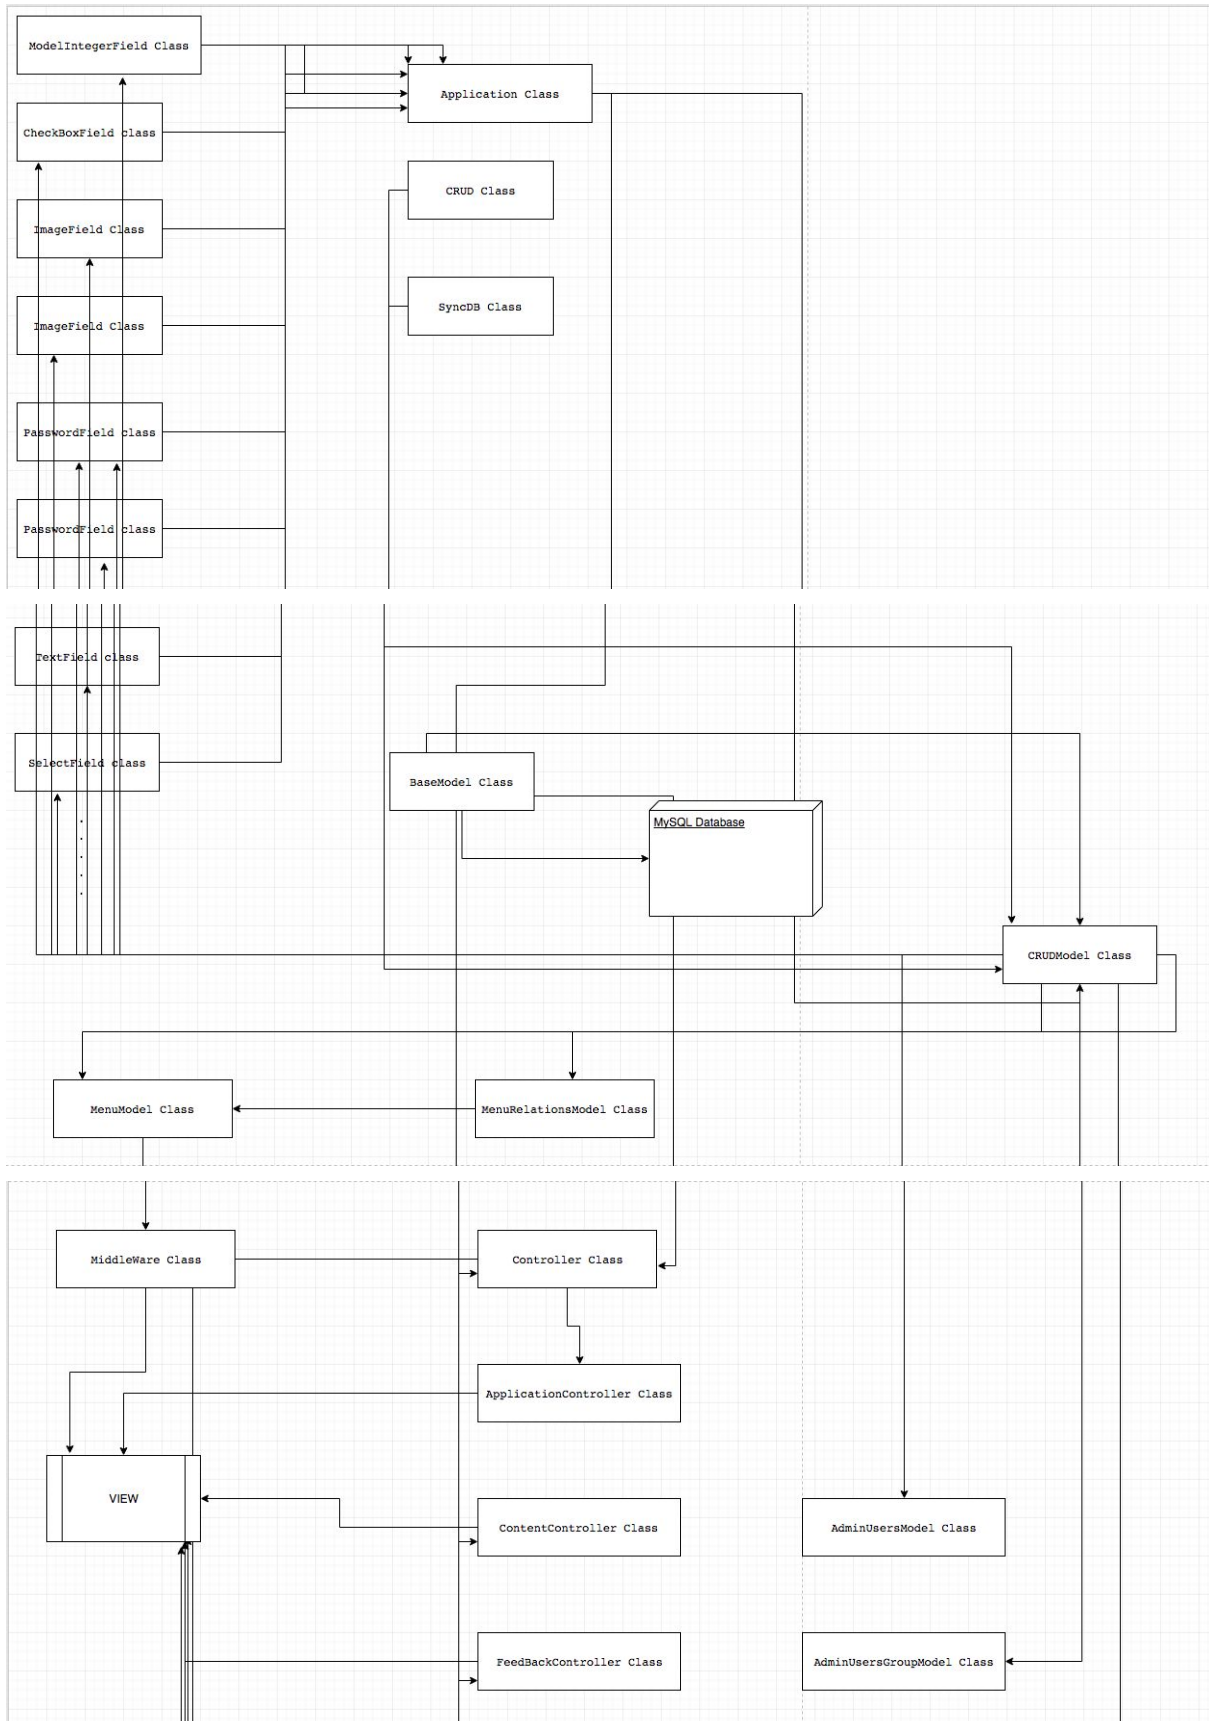 ModelIntegerField Class
Application Class
CheckBoxField class
CRUD Class
ImageField Class
SyncDB Class
ImageField Class
PasswordField class
PasswordField class
TextField class
SelectField class
BaseModel Class
MySQL Database
CRUDModel Class
MenuModel Class
MenuRelationsModel Class
MiddleWare Class
Controller Class
ApplicationController Class
VIEW
ContentController Class
AdminUsersModel Class
FeedBackController Class
AdminUsersGroupModel Class